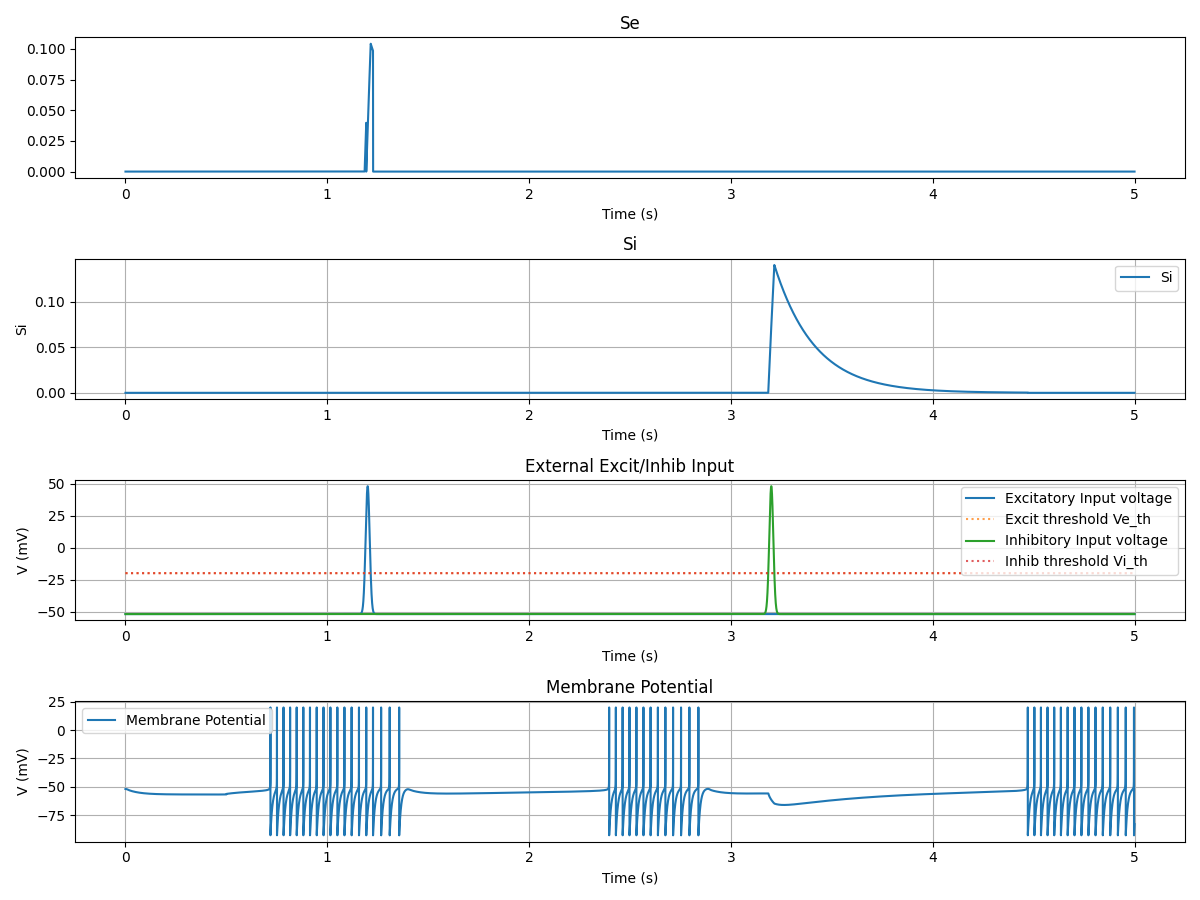 Se
0.100
0.075
0.050
0.025
0.000
0 1 2 3 4 5
Time (s)
Si
Si
0.10
0.05
0.00
Si
0 1 2 3 4 5
Time (s)
External Excit/Inhib Input
50
25
0
−25
−50
V (mV)
Excitatory Input voltage
Excit threshold Ve_th
Inhibitory Input voltage
Inhib threshold Vi_th
0 1 2 3 4 5
Time (s)
Membrane Potential
25
0
−25
−50
−75
V (mV)
Membrane Potential
0 1 2 3 4 5
Time (s)